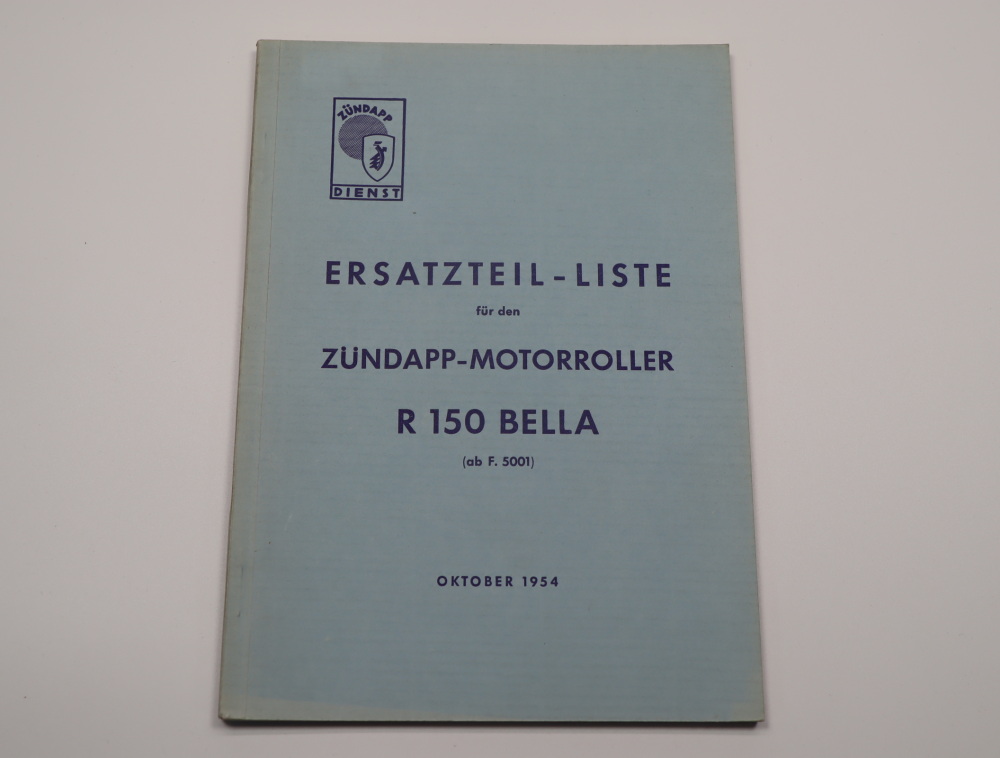 ZÜNDAPP
DIENST
ERSATZTEIL-LISTE
für den
ZÜNDAPP-MOTORROLLER
R 150 BELLA
(ab F. 5001)
OKTOBER 1954